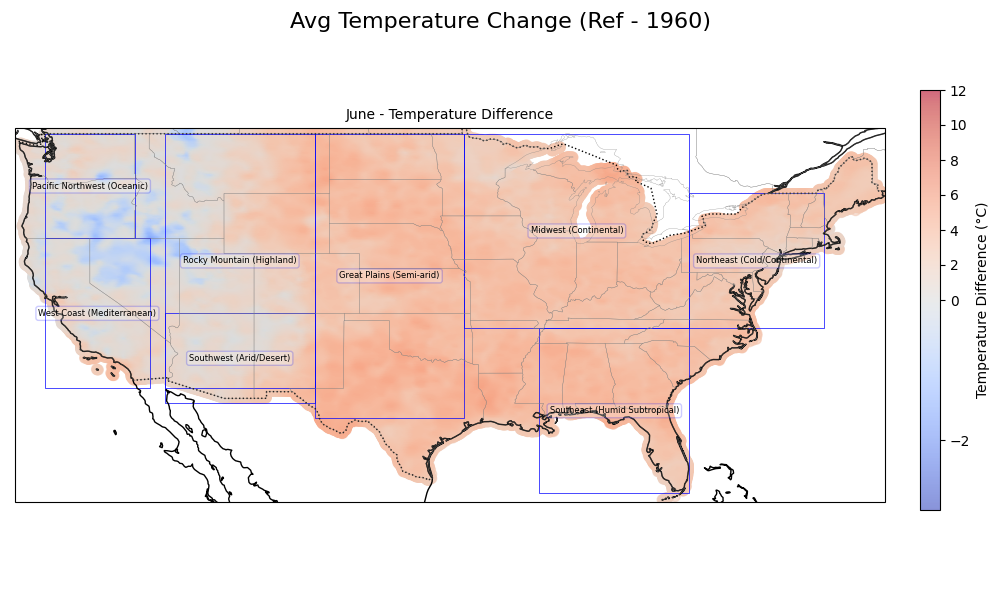 Avg Temperature Change (Ref - 1960)
June - Temperature Difference
Pacific Northwest (Oceanic)
Midwest (Continental)
Rocky Mountain (Highland)
Northeast (Cold/Continental)
Great Plains (Semi-arid)
West Coast (Mediterranean)
Southwest (Arid/Desert)
Southeast (Humid Subtropical)
12
10
8
6
4
2
0
−2
Temperature Difference (°C)